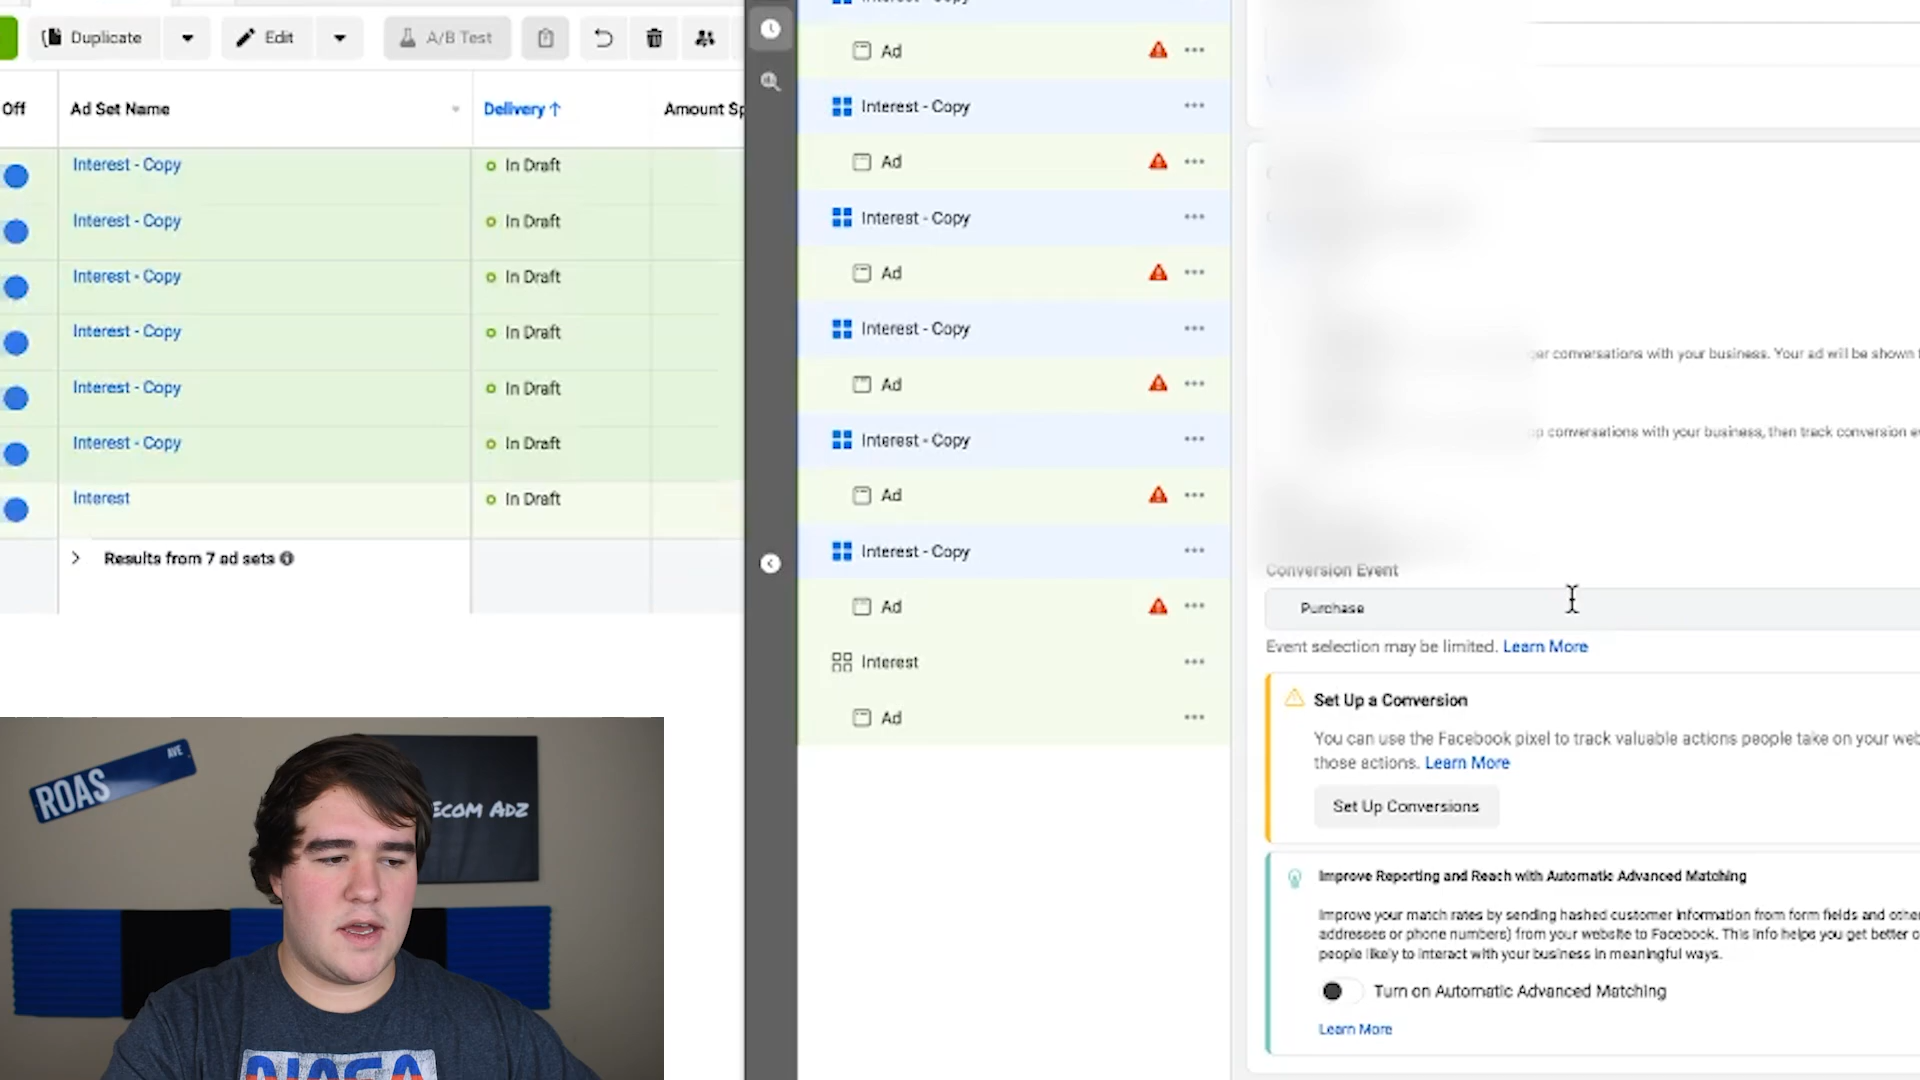 Duplicate
Edit
A/B Test
Off
Ad Set Name
Delivery ↑
Interest - Copy
In Draft
Interest - Copy
In Draft
Interest - Copy
In Draft
Interest - Copy
In Draft
Interest - Copy
In Draft
Interest - Copy
In Draft
Interest
In Draft
Results from 7 ad sets
Ad
Interest - Copy
Ad
Interest - Copy
Ad
Interest - Copy
Ad
Interest - Copy
Ad
Interest - Copy
Ad
Interest
Ad
conversations with your business. Your ad will be shown
conversations with your business, then track conversion
Conversion Event
Purchase
Event selection may be limited. Learn More
Set Up a Conversion
You can use the Facebook pixel to track valuable actions people take on your
those actions. Learn More
Set Up Conversions
Improve Reporting and Reach with Automatic Advanced Matching
Improve your match rates by sending hashed customer information from form fields and
addresses or phone numbers) from your website to Facebook. This info helps you get better
people likely to interact with your business in meaningful ways.
Turn on Automatic Advanced Matching
Learn More
ROAS AVE
ECOM ADZ
NASA